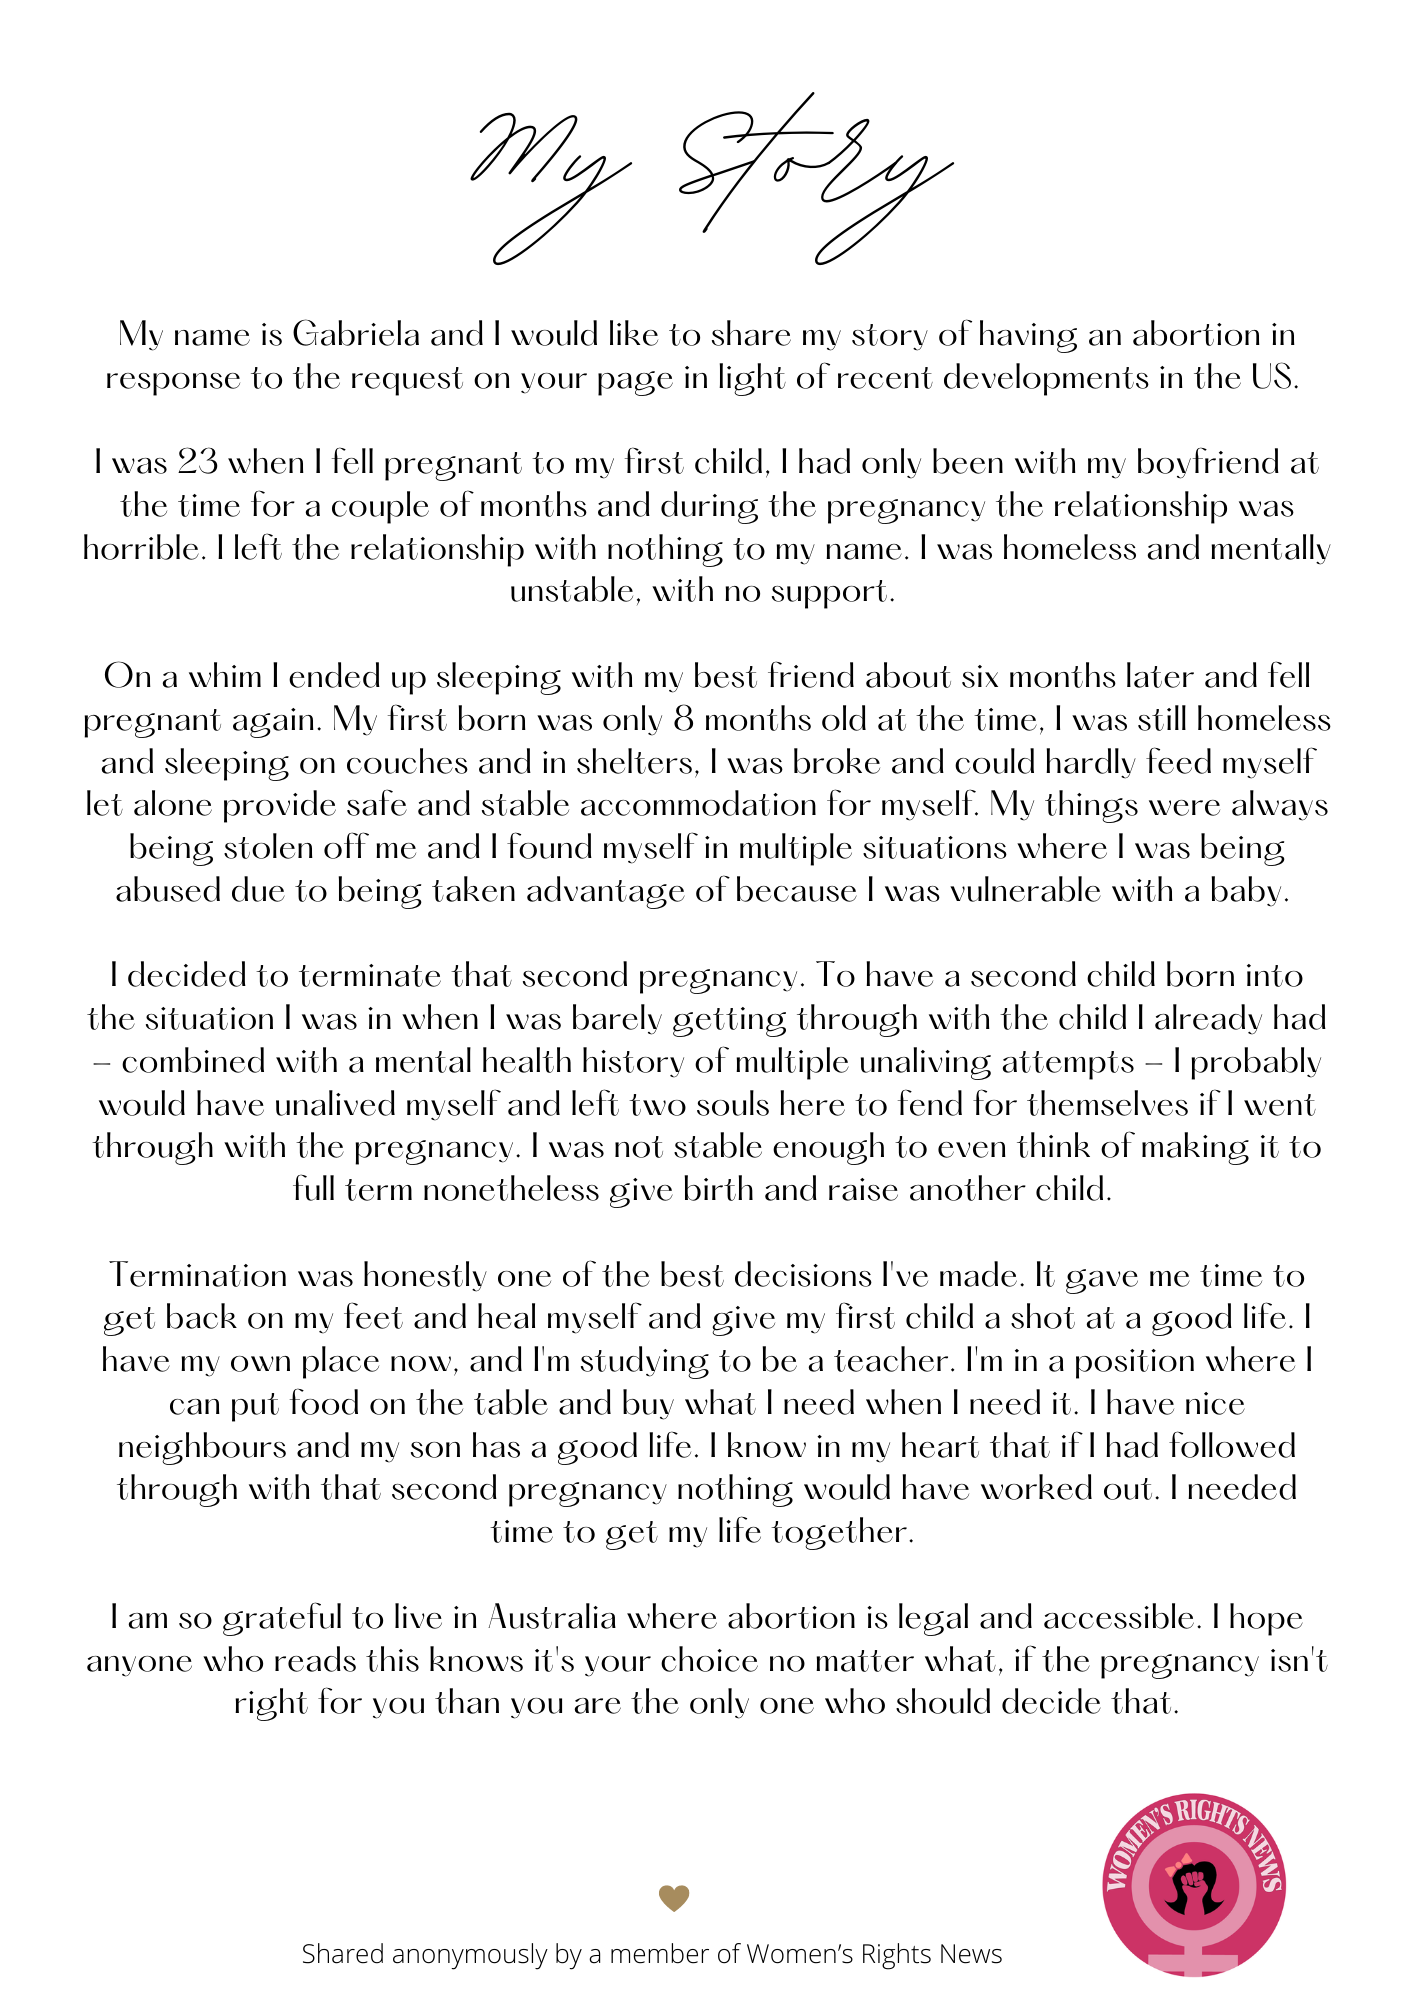 My Story
My name is Gabriela and I would like to share my story of having an abortion in
response to the request on your page in light of recent developments in the US.
I was 23 when I fell pregnant to my first child, I had only been with my boyfriend at
the time for a couple of months and during the pregnancy the relationship was
horrible. I left the relationship with nothing to my name. I was homeless and mentally
unstable, with no support.
On a whim I ended up sleeping with my best friend about six months later and fell
pregnant again. My first born was only 8 months old at the time, I was still homeless
and sleeping on couches and in shelters, I was broke and could hardly feed myself
let alone provide safe and stable accommodation for myself. My things were always
being stolen off me and I found myself in multiple situations where I was being
abused due to being taken advantage of because I was vulnerable with a baby.
I decided to terminate that second pregnancy. To have a second child born into
the situation I was in when I was barely getting through with the child I already had
– combined with a mental health history of multiple unaliving attempts – I probably
would have unalived myself and left two souls here to fend for themselves if I went
through with the pregnancy. I was not stable enough to even think of making it to
full term nonetheless give birth and raise another child.
Termination was honestly one of the best decisions I've made. It gave me time to
get back on my feet and heal myself and give my first child a shot at a good life. I
have my own place now, and I'm studying to be a teacher. I'm in a position where I
can put food on the table and buy what I need when I need it. I have nice
neighbours and my son has a good life. I know in my heart that if I had followed
through with that second pregnancy nothing would have worked out. I needed
time to get my life together.
I am so grateful to live in Australia where abortion is legal and accessible. I hope
anyone who reads this knows it's your choice no matter what, if the pregnancy isn't
right for you than you are the only one who should decide that.
WOMEN'S RIGHTS NEWS
Shared anonymously by a member of Women’s Rights News